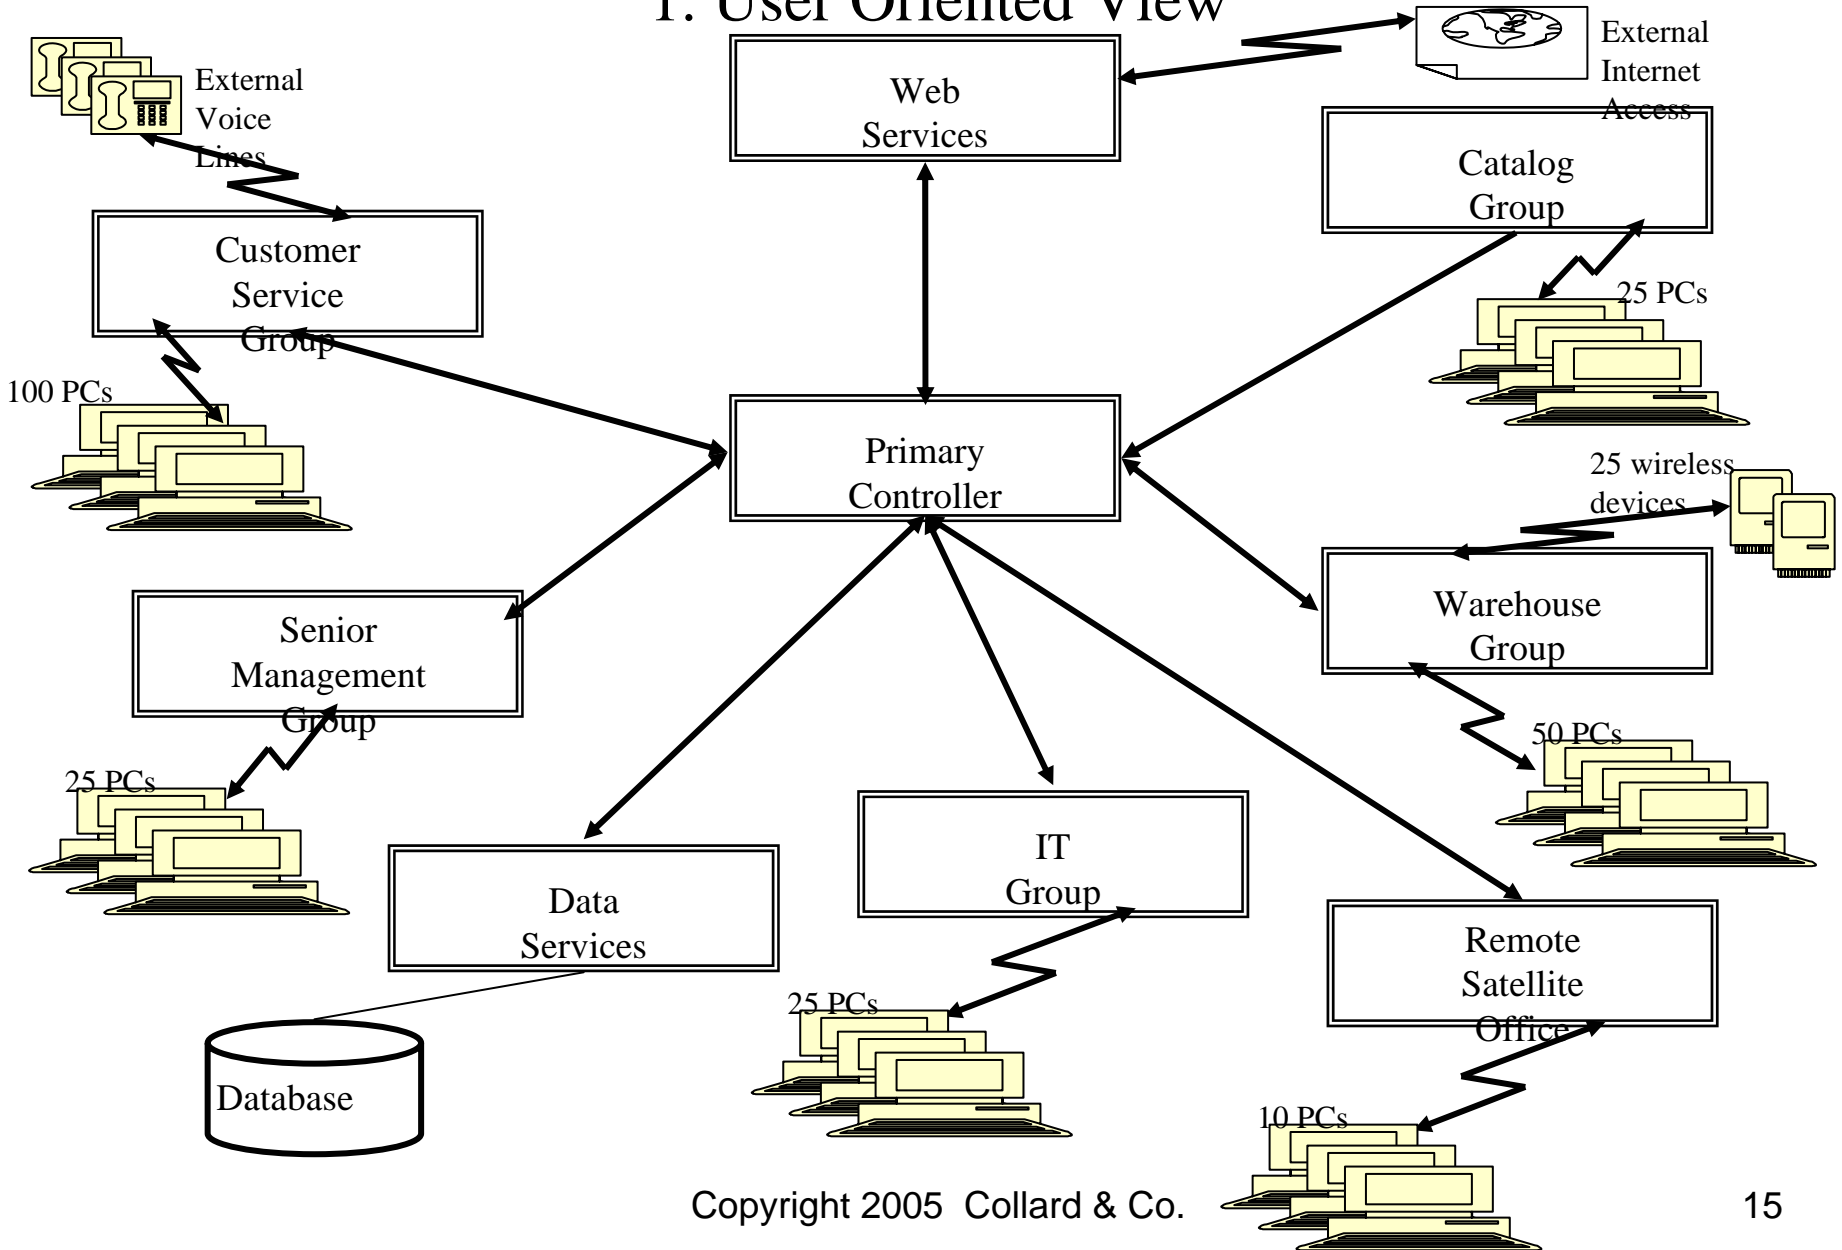 1. User Oriented View
External
Voice
Lines
Web
Services
External
Internet
Access
Catalog
Group
25 PCs
Customer
Service
Group
100 PCs
Primary
Controller
25 wireless
devices
Warehouse
Group
50 PCs
Senior
Management
Group
25 PCs
Data
Services
Database
IT
Group
25 PCs
Remote
Satellite
Office
10 PCs
Copyright 2005 Collard & Co.
15